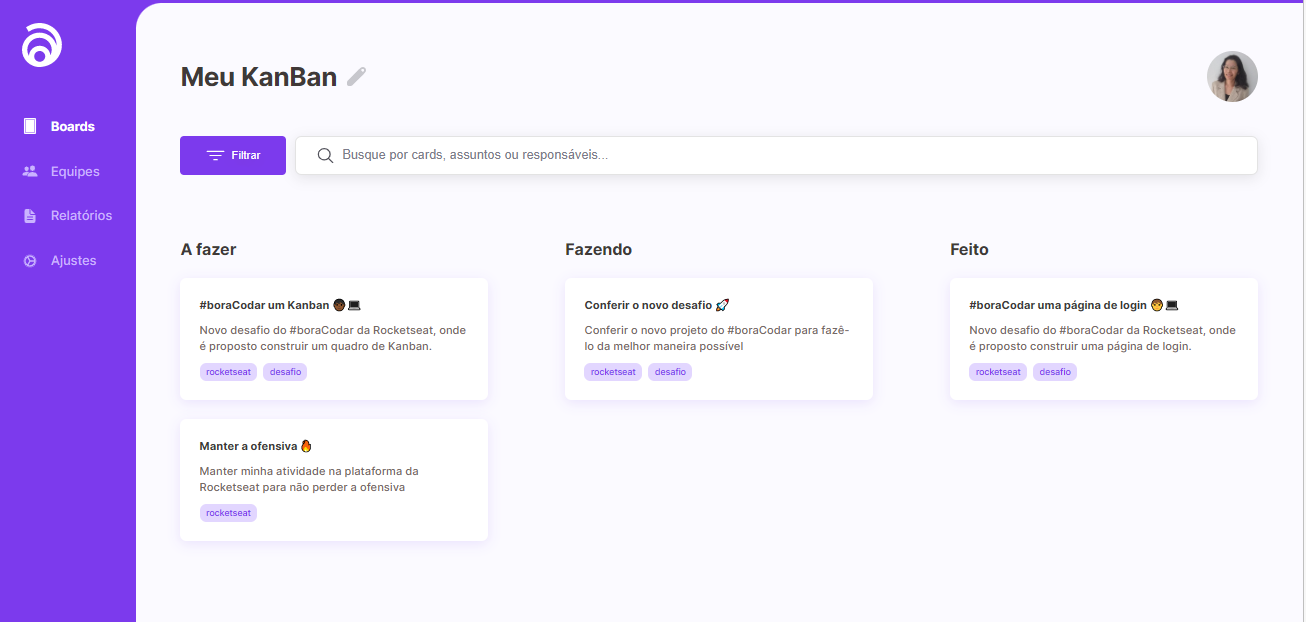 Meu KanBan
Boards
Equipes
Relatórios
Ajustes
Filtrar
Busque por cards, assuntos ou responsáveis...
A fazer
#boraCodar um Kanban 🧑🏿‍💻
Novo desafio do #boraCodar da Rocketseat, onde
é proposto construir um quadro de Kanban.
rocketseat
desafio
Manter a ofensiva 🔥
Manter minha atividade na plataforma da
Rocketseat para não perder a ofensiva
rocketseat
Fazendo
Conferir o novo desafio 🚀
Conferir o novo projeto do #boraCodar para fazê-
lo da melhor maneira possível
rocketseat
desafio
Feito
#boraCodar uma página de login 🧑‍💻
Novo desafio do #boraCodar da Rocketseat, onde
é proposto construir uma página de login.
rocketseat
desafio